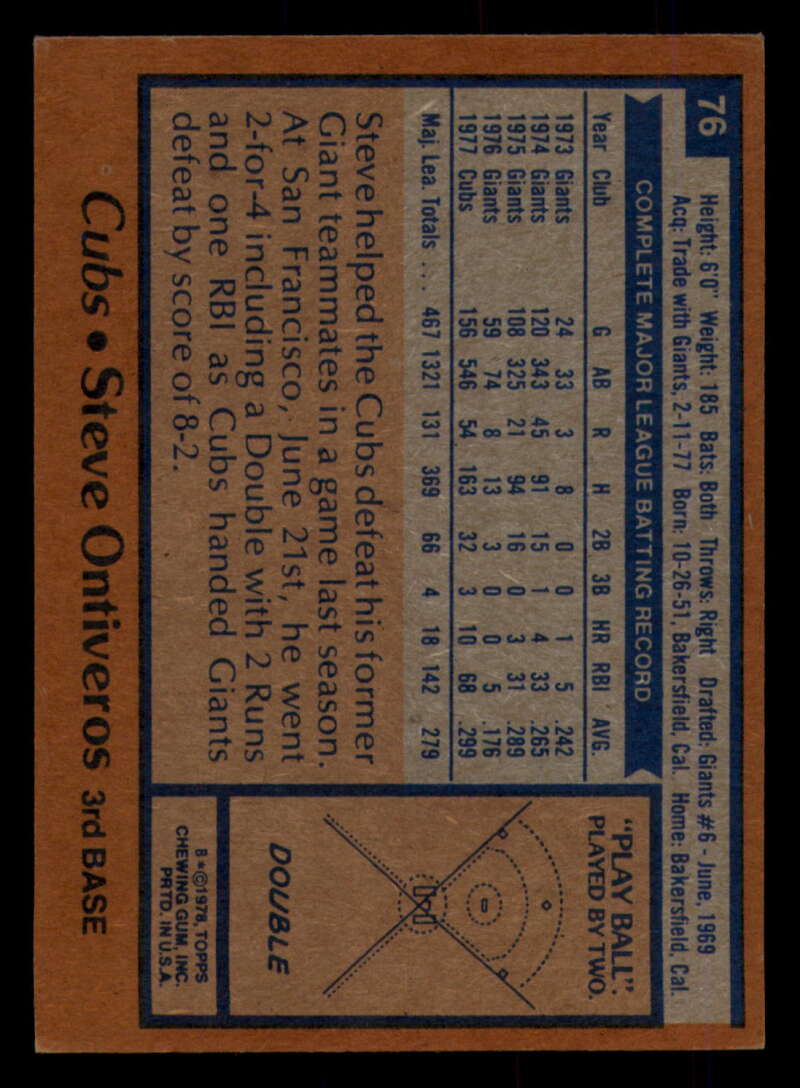 76
Height: 6'0" Weight: 185 Bats: Both Throws: Right Drafted: Giants #6 - June, 1969
Acq: Trade with Giants, 2-11-77 Born: 10-26-51, Bakersfield, Cal. Home: Bakersfield, Cal.
COMPLETE MAJOR LEAGUE BATTING RECORD
Year Club G AB R H 2B 3B HR RBI AVG.
1973 Giants 24 33 3 8 0 0 1 5 .242
1974 Giants 120 343 45 91 15 1 4 33 .265
1975 Giants 108 325 21 94 16 0 3 31 .289
1976 Giants 59 74 8 13 3 0 0 5 .176
1977 Cubs 156 546 54 163 32 3 10 68 .299
Maj. Lea. Totals ... 467 1321 131 369 66 4 18 142 .279
Steve helped the Cubs defeat his former
Giant teammates in a game last season.
At San Francisco, June 21st, he went
2-for-4 including a Double with 2 Runs
and one RBI as Cubs handed Giants
defeat by score of 8-2.
"PLAY BALL":
PLAYED BY TWO.
DOUBLE
B*©1978, TOPPS
CHEWING GUM, INC.
PRTD. IN U.S.A.
Cubs • Steve Ontiveros 3rd BASE